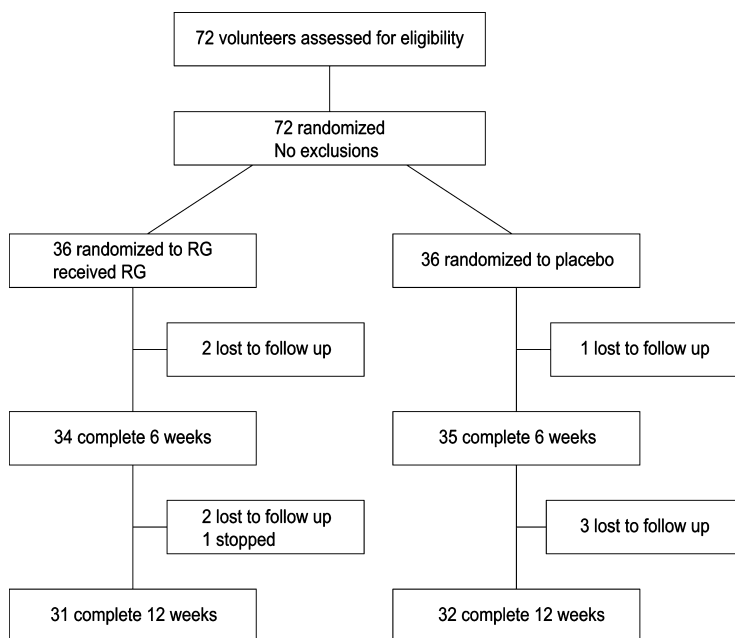 72 volunteers assessed for eligibility
72 randomized
No exclusions
36 randomized to RG
received RG
36 randomized to placebo
2 lost to follow up
1 lost to follow up
34 complete 6 weeks
35 complete 6 weeks
2 lost to follow up
1 stopped
3 lost to follow up
31 complete 12 weeks
32 complete 12 weeks